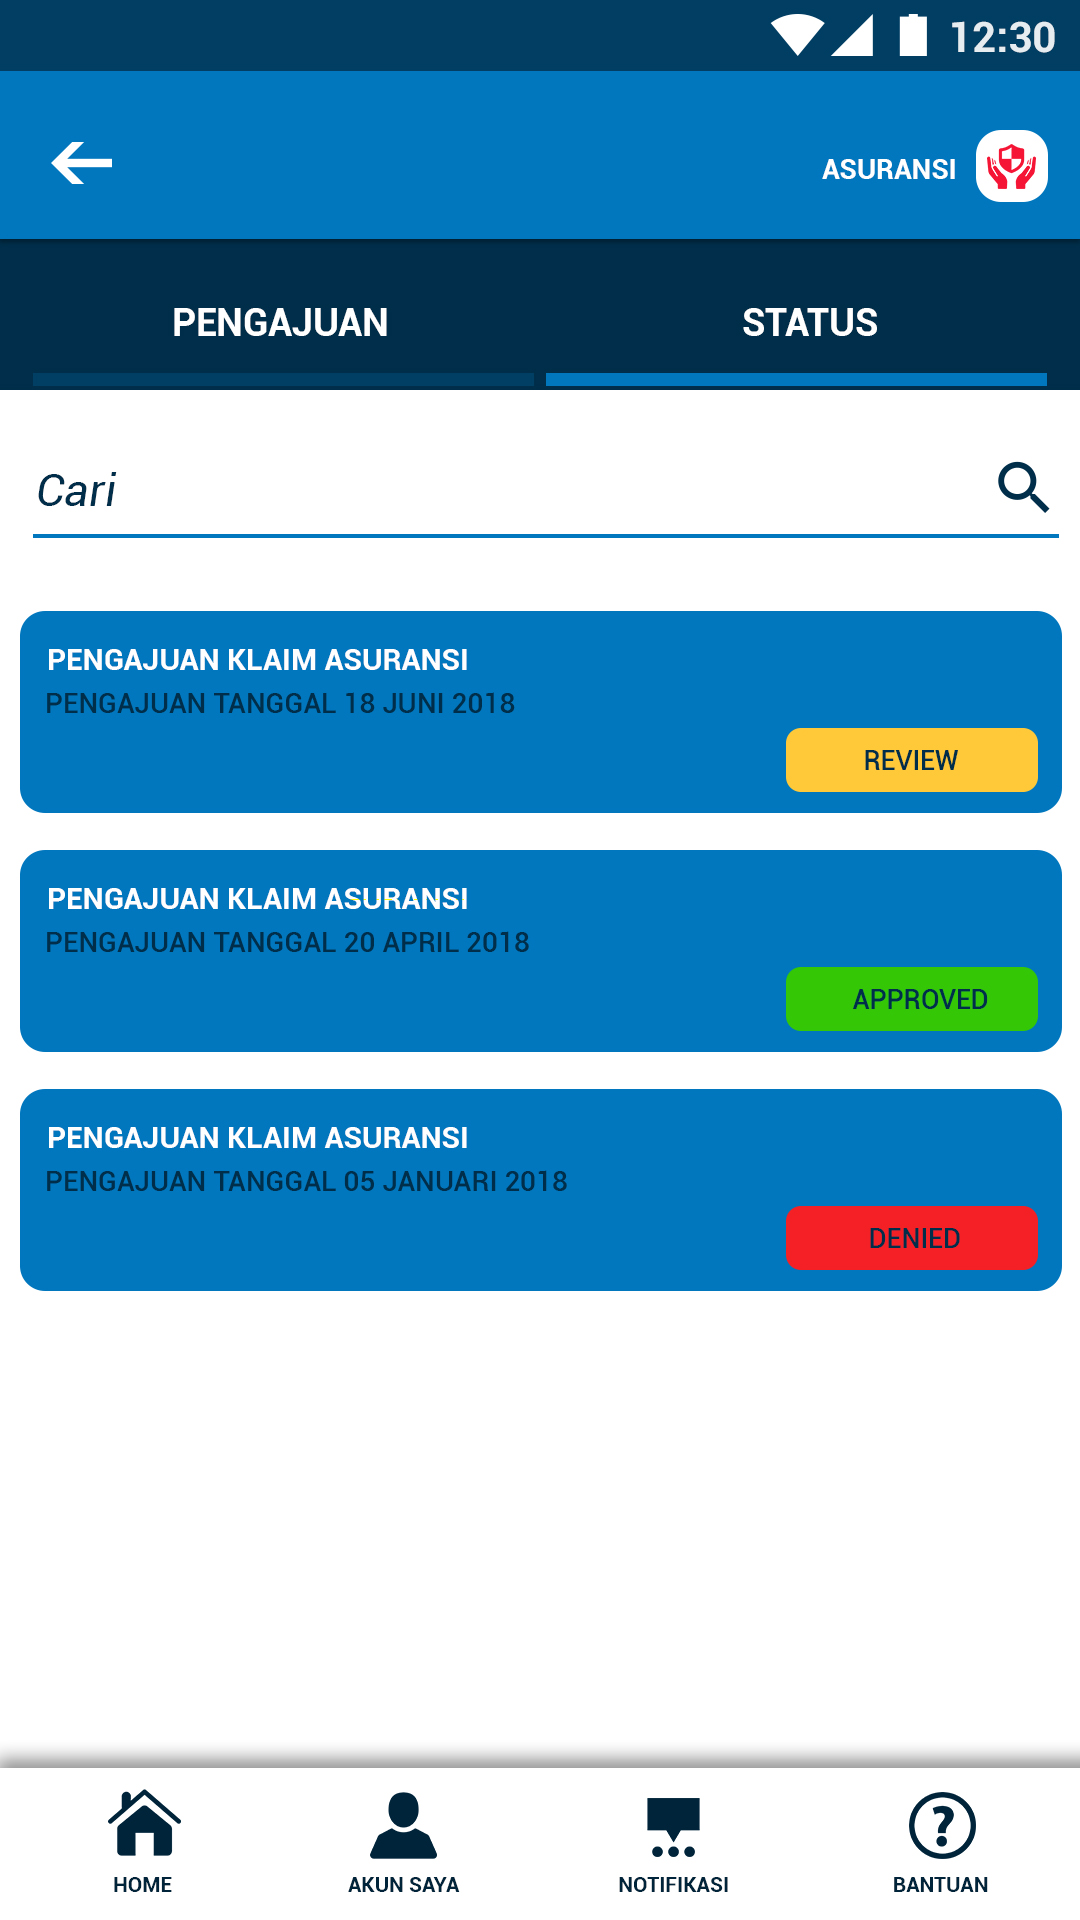 12:30
ASURANSI
PENGAJUAN
STATUS
Cari
PENGAJUAN KLAIM ASURANSI
PENGAJUAN TANGGAL 18 JUNI 2018
REVIEW
PENGAJUAN KLAIM ASURANSI
PENGAJUAN TANGGAL 20 APRIL 2018
APPROVED
PENGAJUAN KLAIM ASURANSI
PENGAJUAN TANGGAL 05 JANUARI 2018
DENIED
HOME
AKUN SAYA
NOTIFIKASI
BANTUAN